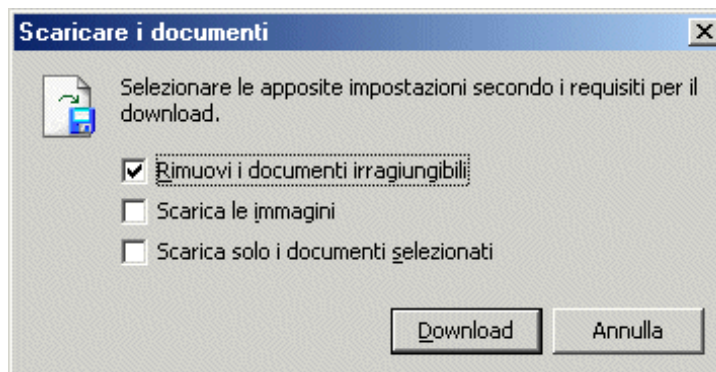 Scaricare i documenti
Selezionare le apposite impostazioni secondo i requisiti per il
download.
Rimuovi i documenti irragiungibili
Scarica le immagini
Scarica solo i documenti selezionati
Download Annulla